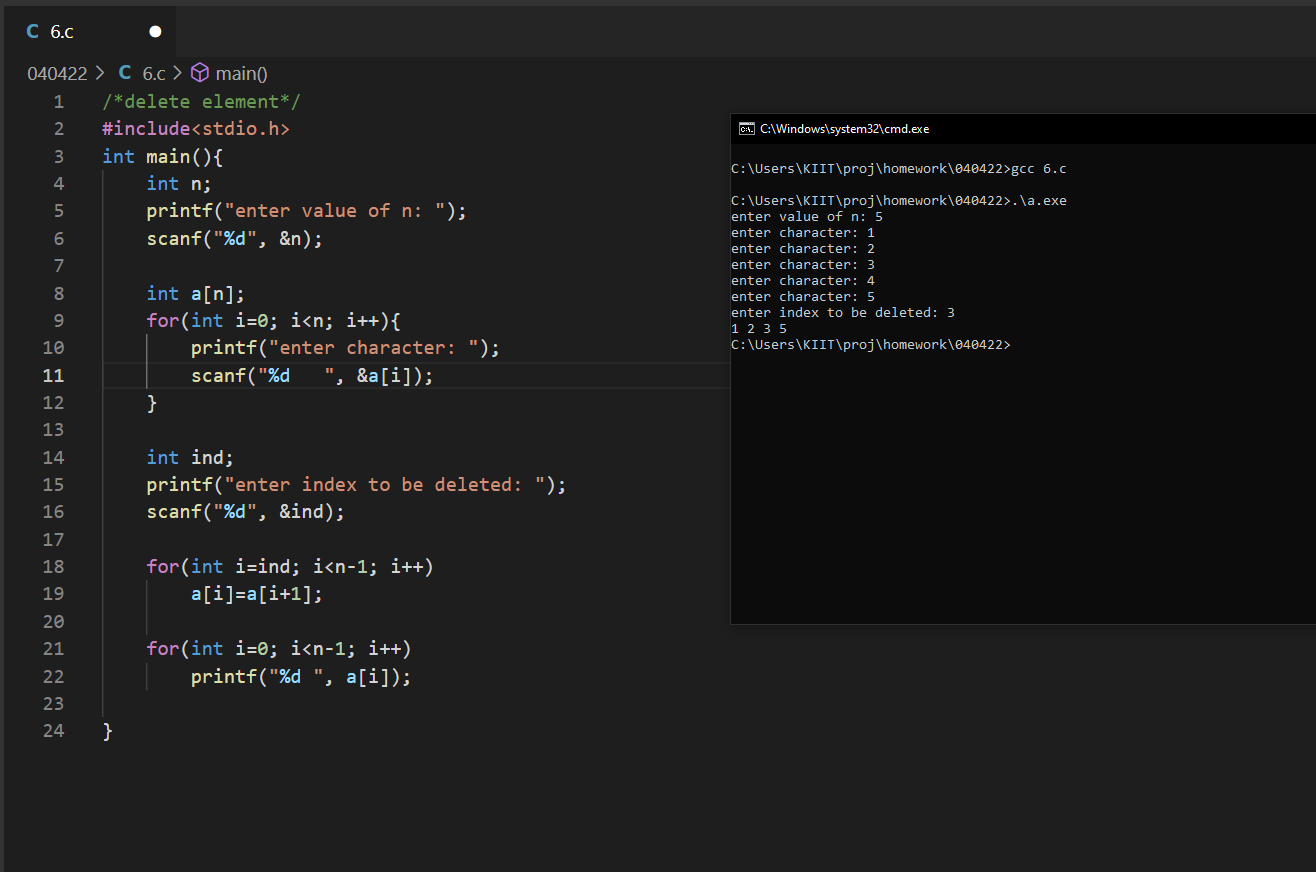 C 6.c
040422 > C 6.c > main()
1 /*delete element*/
2 #include<stdio.h>
3 int main(){
4     int n;
5     printf("enter value of n: ");
6     scanf("%d", &n);
7
8     int a[n];
9     for(int i=0; i<n; i++){
10         printf("enter character: ");
11         scanf("%d   ", &a[i]);
12     }
13
14     int ind;
15     printf("enter index to be deleted: ");
16     scanf("%d", &ind);
17
18     for(int i=ind; i<n-1; i++)
19         a[i]=a[i+1];
20
21     for(int i=0; i<n-1; i++)
22         printf("%d ", a[i]);
23
24 }
C:\ C:\Windows\system32\cmd.exe
C:\Users\KIIT\proj\homework\040422>gcc 6.c
C:\Users\KIIT\proj\homework\040422>.\a.exe
enter value of n: 5
enter character: 1
enter character: 2
enter character: 3
enter character: 4
enter character: 5
enter index to be deleted: 3
1 2 3 5
C:\Users\KIIT\proj\homework\040422>